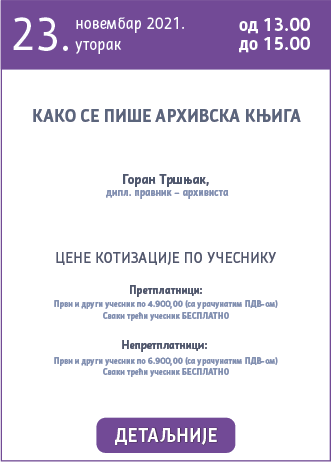 23.
новембар 2021.
уторак
од 13.00
до 15.00
КАКО СЕ ПИШЕ АРХИВСКА КЊИГА
Горан Тршњак,
дипл. правник – архивиста
ЦЕНЕ КОТИЗАЦИЈЕ ПО УЧЕСНИКУ
Претплатници:
Први и други учесник по 4.900,00 (са урачунатим ПДВ-ом)
Сваки трећи учесник БЕСПЛАТНО
Непретплатници:
Први и други учесник по 6.900,00 (са урачунатим ПДВ-ом)
Сваки трећи учесник БЕСПЛАТНО
ДЕТАЉНИЈЕ